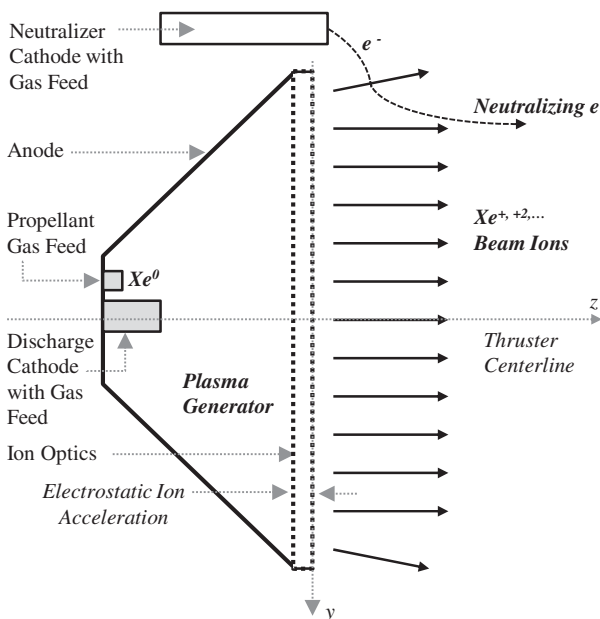 Neutralizer
Cathode with
Gas Feed
e -
Neutralizing e
Anode
Propellant
Gas Feed
Xe0
Xe+, +2,...
Beam Ions
z
Discharge
Cathode
with Gas
Feed
Thruster
Centerline
Plasma
Generator
Ion Optics
Electrostatic Ion
Acceleration
y